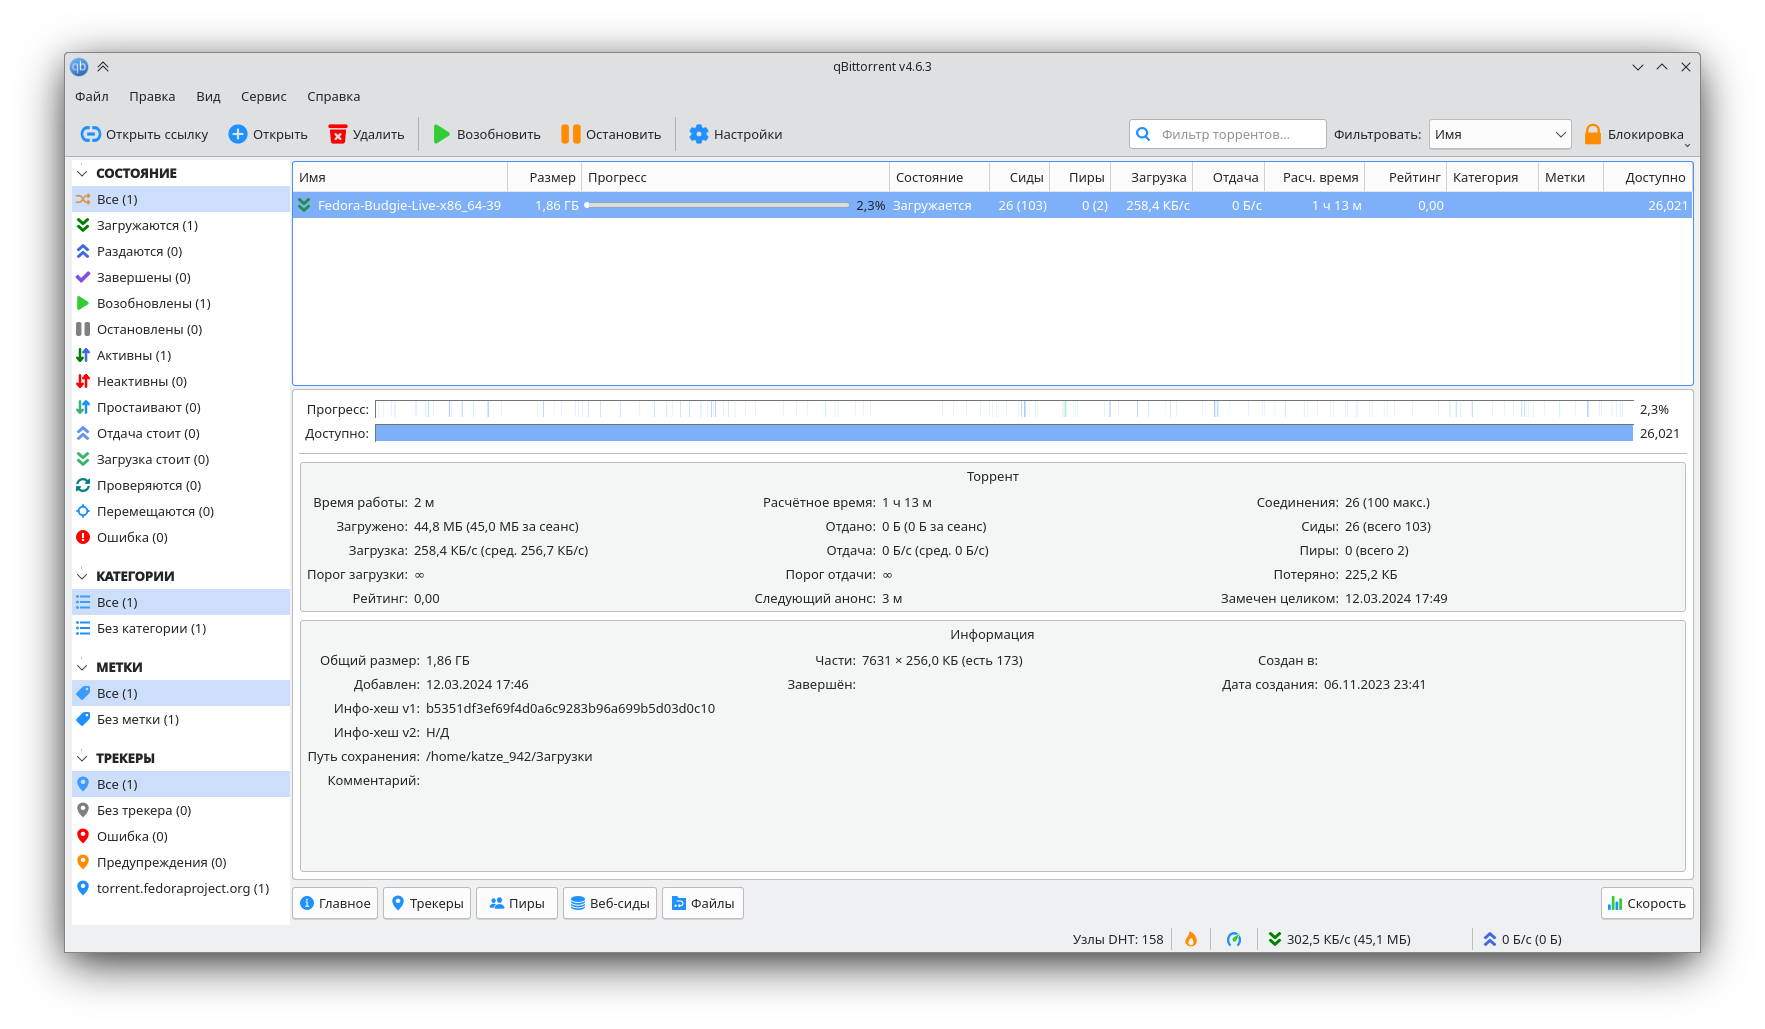 qb
qBittorrent v4.6.3
Файл Правка Вид Сервис Справка
Открыть ссылку Открыть Удалить Возобновить Остановить Настройки Фильтр торрентов... Фильтровать: Имя Блокировка
СОСТОЯНИЕ
Все (1)
Загружаются (1)
Раздаются (0)
Завершены (0)
Возобновлены (1)
Остановлены (0)
Активны (1)
Неактивны (0)
Простаивают (0)
Отдача стоит (0)
Загрузка стоит (0)
Проверяются (0)
Перемещаются (0)
Ошибка (0)
КАТЕГОРИИ
Все (1)
Без категории (1)
МЕТКИ
Все (1)
Без метки (1)
ТРЕКЕРЫ
Все (1)
Без трекера (0)
Ошибка (0)
Предупреждения (0)
torrent.fedoraproject.org (1)
Имя Размер Прогресс Состояние Сиды Пиры Загрузка Отдача Расч. время Рейтинг Категория Метки Доступно
Fedora-Budgie-Live-x86_64-39 1,86 ГБ 2,3% Загружается 26 (103) 0 (2) 258,4 КБ/с 0 Б/с 1 ч 13 м 0,00 26,021
Прогресс: 2,3%
Доступно: 26,021
Торрент
Время работы: 2 м Расчётное время: 1 ч 13 м Соединения: 26 (100 макс.)
Загружено: 44,8 МБ (45,0 МБ за сеанс) Отдано: 0 Б (0 Б за сеанс) Сиды: 26 (всего 103)
Загрузка: 258,4 КБ/с (сред. 256,7 КБ/с) Отдача: 0 Б/с (сред. 0 Б/с) Пиры: 0 (всего 2)
Порог загрузки: ∞ Порог отдачи: ∞ Потеряно: 225,2 КБ
Рейтинг: 0,00 Следующий анонс: 3 м Замечен целиком: 12.03.2024 17:49
Информация
Общий размер: 1,86 ГБ Части: 7631 × 256,0 КБ (есть 173) Создан в:
Добавлен: 12.03.2024 17:46 Завершён: Дата создания: 06.11.2023 23:41
Инфо-хеш v1: b5351df3ef69f4d0a6c9283b96a699b5d03d0c10
Инфо-хеш v2: Н/Д
Путь сохранения: /home/katze_942/Загрузки
Комментарий:
Главное Трекеры Пиры Веб-сиды Файлы Скорость
Узлы DHT: 158 302,5 КБ/с (45,1 МБ) 0 Б/с (0 Б)